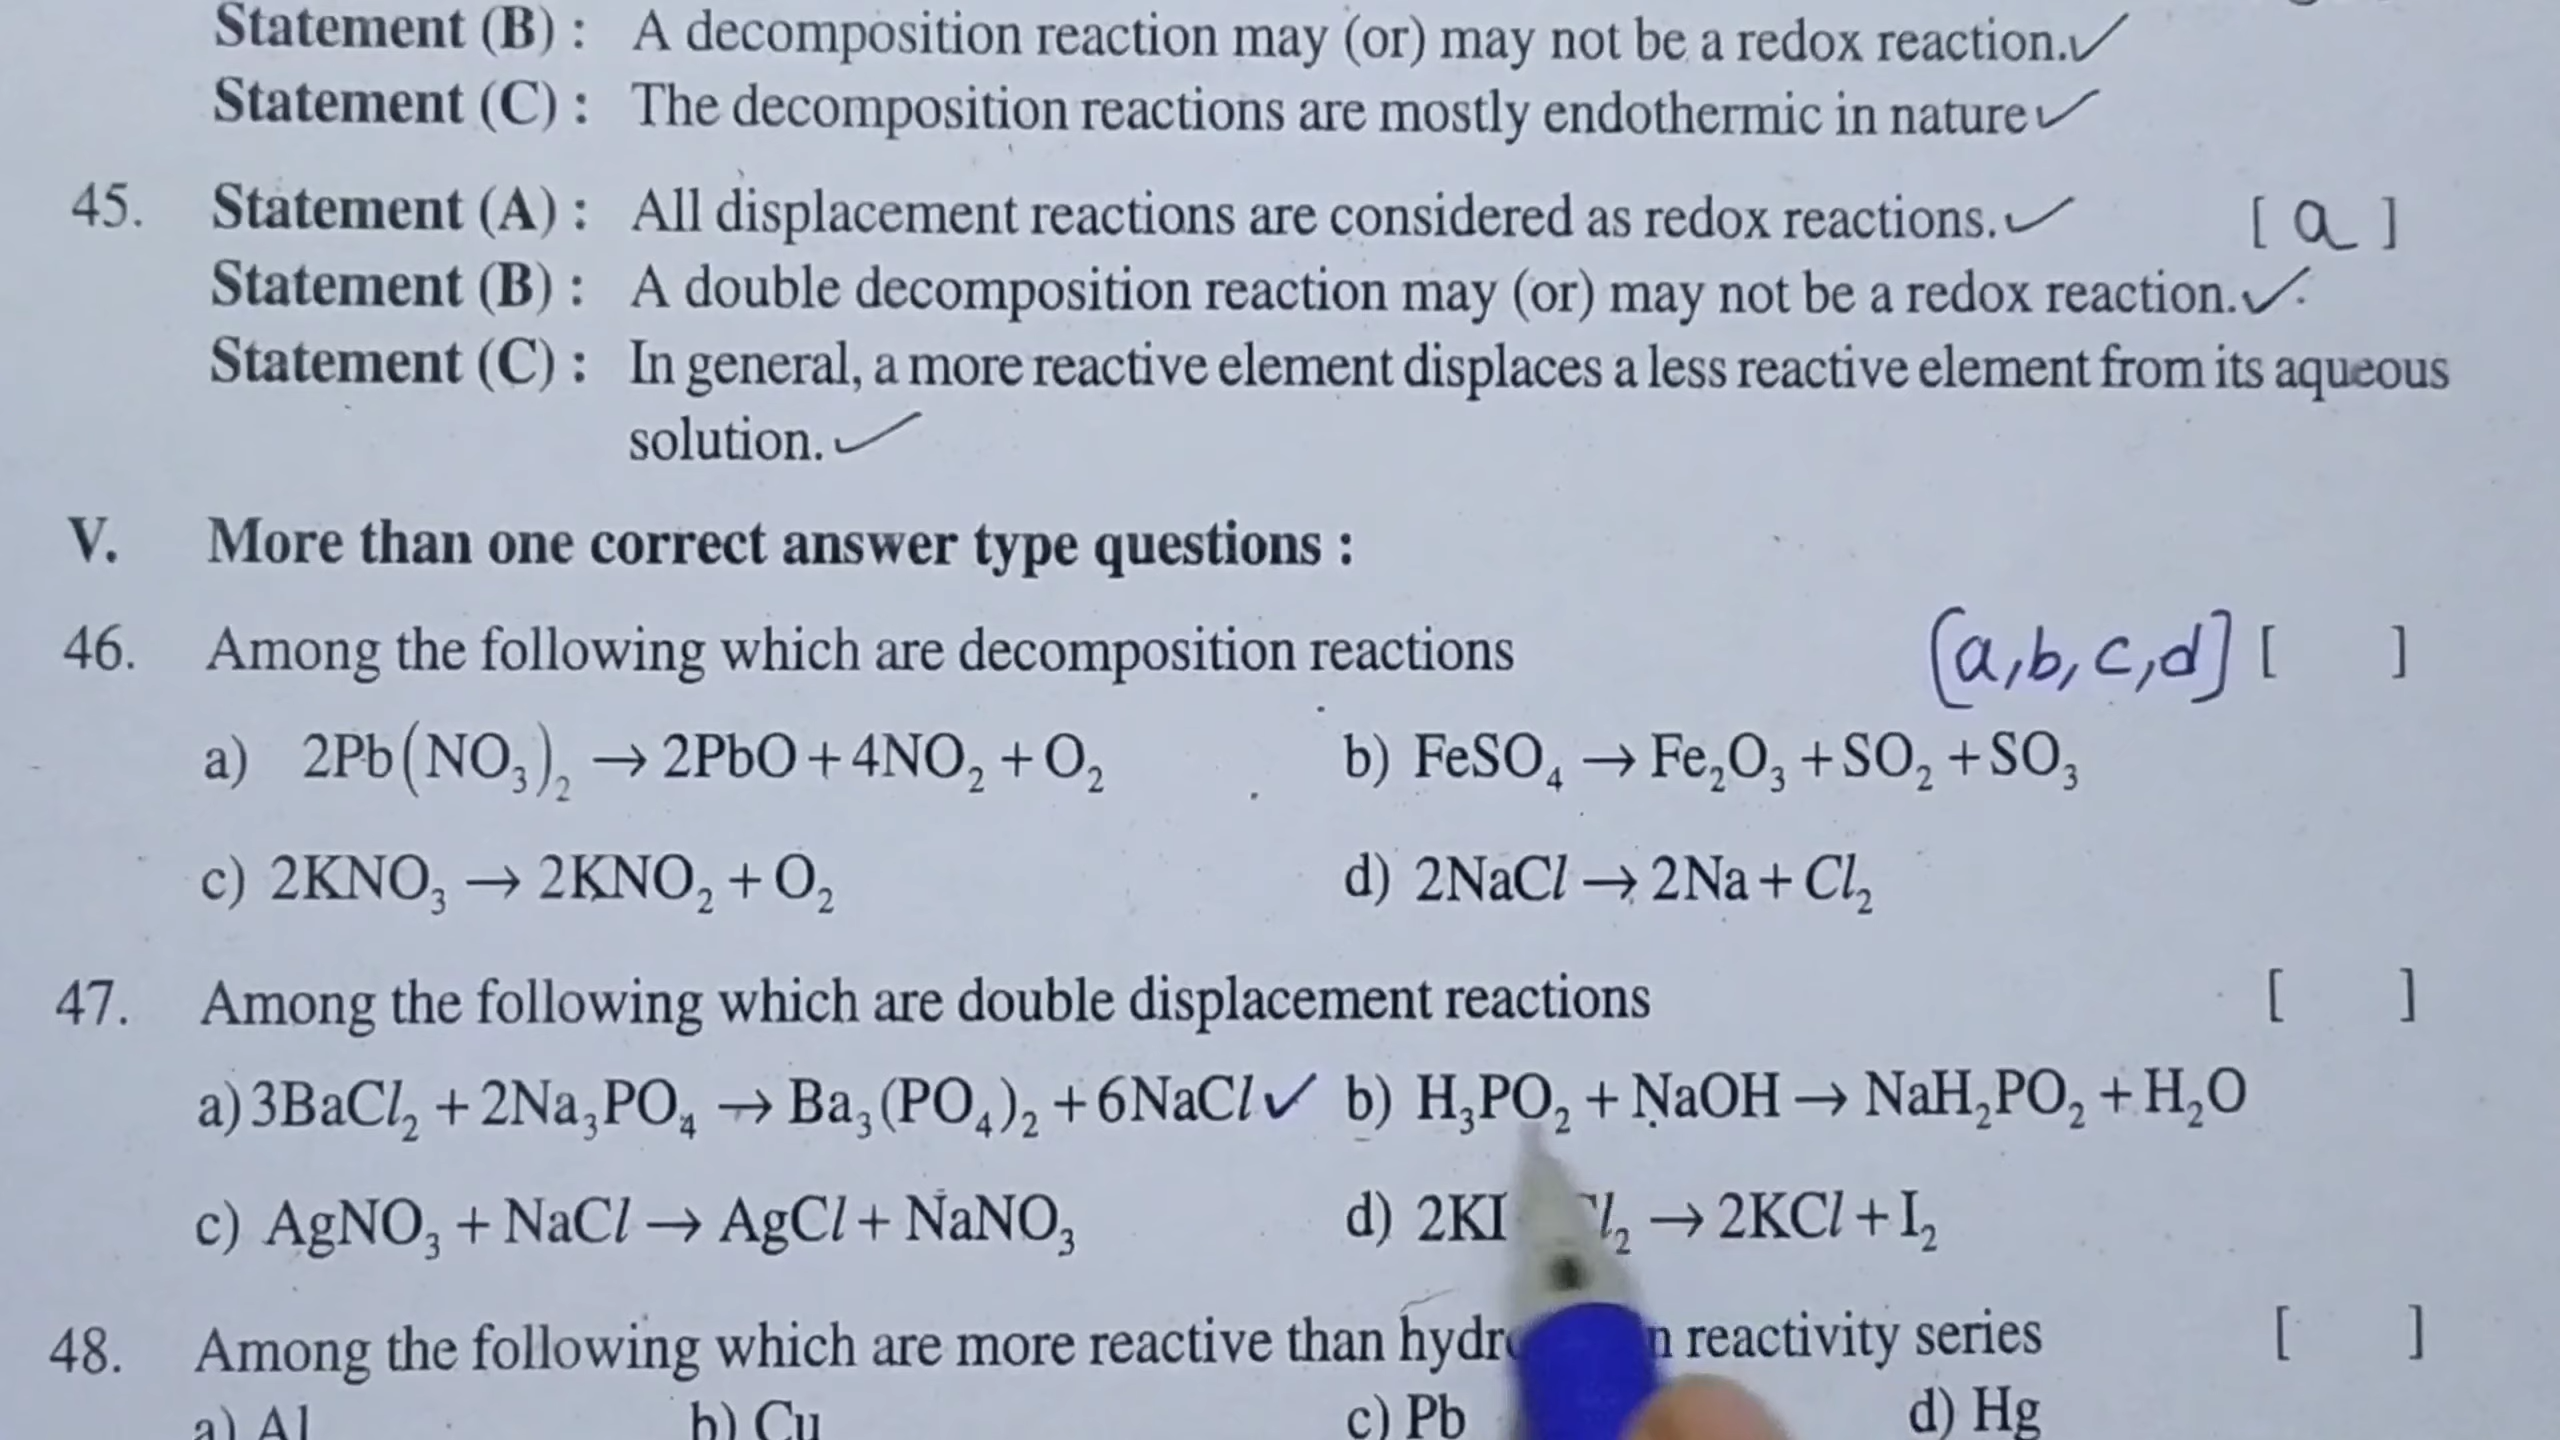 Statement (B) : A decomposition reaction may (or) may not be a redox reaction.✓
Statement (C) : The decomposition reactions are mostly endothermic in nature ✓
45. Statement (A) : All displacement reactions are considered as redox reactions. ✓ [ a ]
Statement (B) : A double decomposition reaction may (or) may not be a redox reaction. ✓
Statement (C) : In general, a more reactive element displaces a less reactive element from its aqueous
solution. ✓
V. More than one correct answer type questions :
46. Among the following which are decomposition reactions [a,b,c,d] [ ]
a) 2Pb(NO₃)₂ → 2PbO + 4NO₂ + O₂ b) FeSO₄ → Fe₂O₃ + SO₂ + SO₃
c) 2KNO₃ → 2KNO₂ + O₂ d) 2NaCl → 2Na + Cl₂
47. Among the following which are double displacement reactions [ ]
a) 3BaCl₂ + 2Na₃PO₄ → Ba₃(PO₄)₂ + 6NaCl ✓ b) H₃PO₂ + NaOH → NaH₂PO₂ + H₂O
c) AgNO₃ + NaCl → AgCl + NaNO₃ d) 2KI l₂ → 2KCl + I₂
48. Among the following which are more reactive than reactivity series [ ]
a) Al b) Cu c) Pb d) Hg